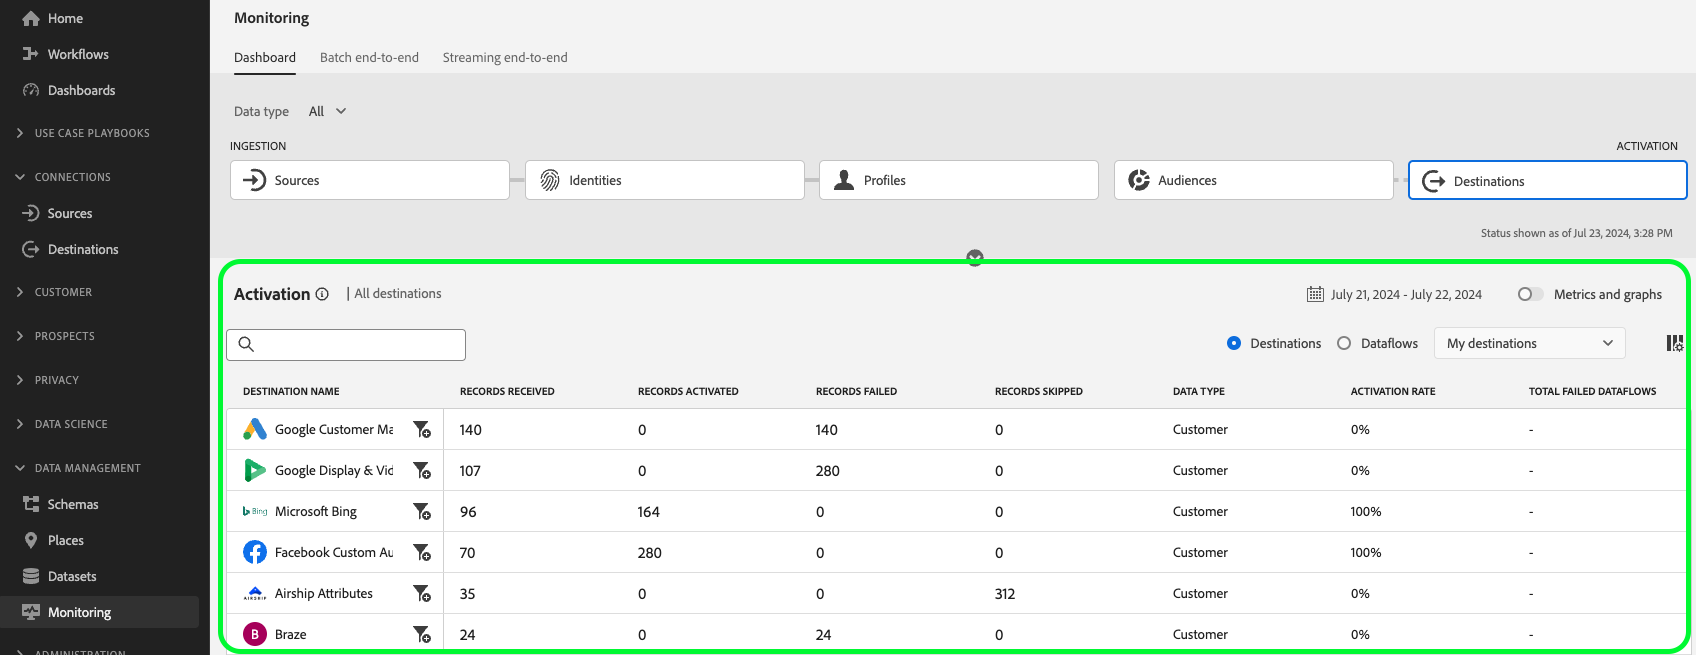 Home
Workflows
Dashboards
USE CASE PLAYBOOKS
CONNECTIONS
Sources
Destinations
CUSTOMER
PROSPECTS
PRIVACY
DATA SCIENCE
DATA MANAGEMENT
Schemas
Places
Datasets
Monitoring
ADMINISTRATION
Monitoring
Dashboard Batch end-to-end Streaming end-to-end
Data type All
INGESTION ACTIVATION
Sources Identities Profiles Audiences Destinations
Status shown as of Jul 23, 2024, 3:28 PM
Activation | All destinations July 21, 2024 - July 22, 2024 Metrics and graphs
Destinations Dataflows My destinations
DESTINATION NAME RECORDS RECEIVED RECORDS ACTIVATED RECORDS FAILED RECORDS SKIPPED DATA TYPE ACTIVATION RATE TOTAL FAILED DATAFLOWS
Google Customer Ma 140 0 140 0 Customer 0% -
Google Display & Vid 107 0 280 0 Customer 0% -
Bing Microsoft Bing 96 164 0 0 Customer 100% -
Facebook Custom Au 70 280 0 0 Customer 100% -
AIRSHIP Airship Attributes 35 0 0 312 Customer 0% -
B Braze 24 0 24 0 Customer 0% -